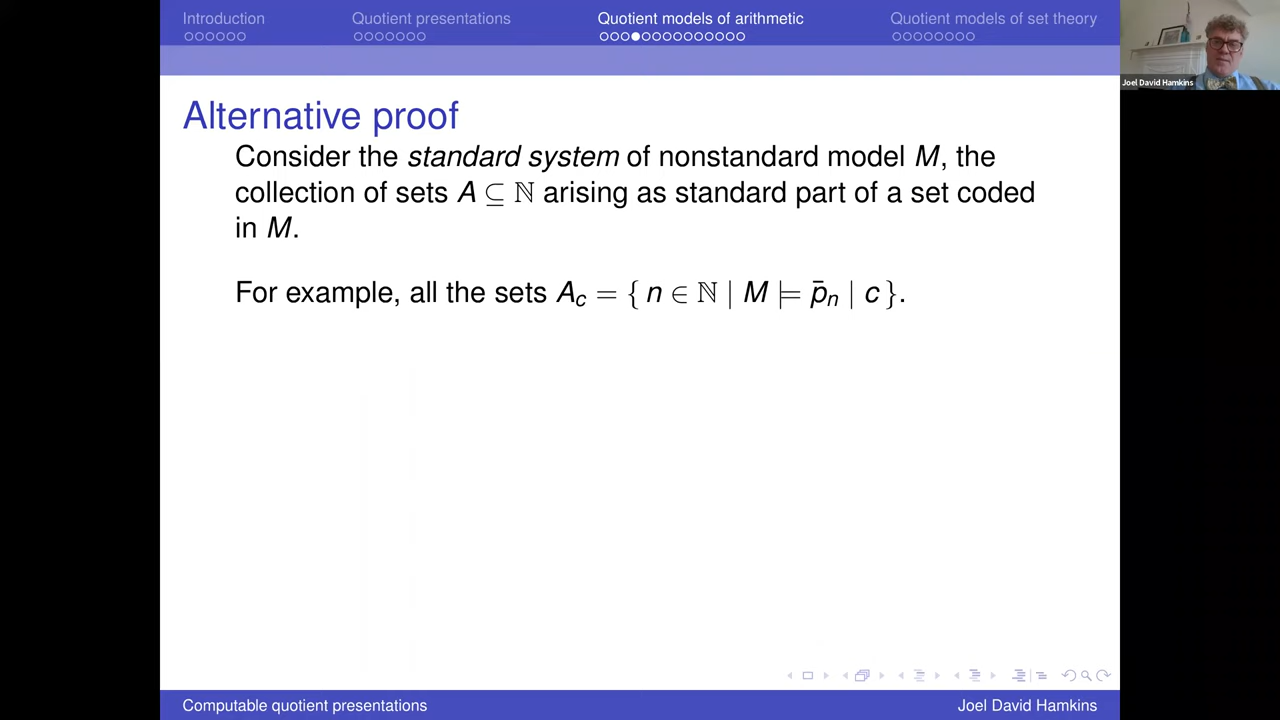 Introduction
Quotient presentations
Quotient models of arithmetic
Quotient models of set theory
Joel David Hamkins
Alternative proof
Consider the standard system of nonstandard model M, the
collection of sets A ⊆ ℕ arising as standard part of a set coded
in M.
For example, all the sets A_c = { n ∈ ℕ | M ⊨ p̄_n | c }.
Computable quotient presentations
Joel David Hamkins